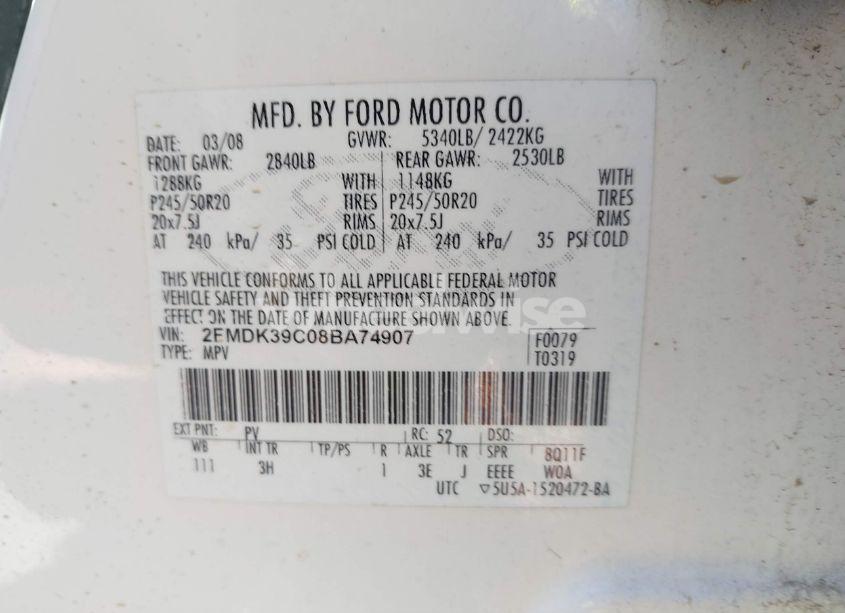 MFD. BY FORD MOTOR CO.
DATE: 03/08 GVWR: 5340LB/ 2422KG
FRONT GAWR: 2840LB REAR GAWR: 2530LB
1288KG WITH 1148KG WITH
P245/50R20 TIRES P245/50R20 TIRES
20x7.5J RIMS 20x7.5J RIMS
AT 240 kPa/ 35 PSI COLD AT 240 kPa/ 35 PSI COLD
THIS VEHICLE CONFORMS TO ALL APPLICABLE FEDERAL MOTOR
VEHICLE SAFETY AND THEFT PREVENTION STANDARDS IN
EFFECT ON THE DATE OF MANUFACTURE SHOWN ABOVE.
VIN: 2FMDK39C08BA74907 F0079
TYPE: MPV T0319
EXT PNT: PV RC: 52 DSO:
WB INT TR TP/PS R AXLE TR SPR 8Q11F
111 3H 1 3E J EEEE WOA
UTC ▽5U5A-1520472-BA